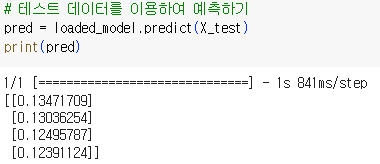 # 테스트 데이터를 이용하여 예측하기
pred = loaded_model.predict(X_test)
print(pred)
1/1 [==============================] - 1s 841ms/step
[[0.13471709]
[0.13036254]
[0.12495787]
[0.12391124]]